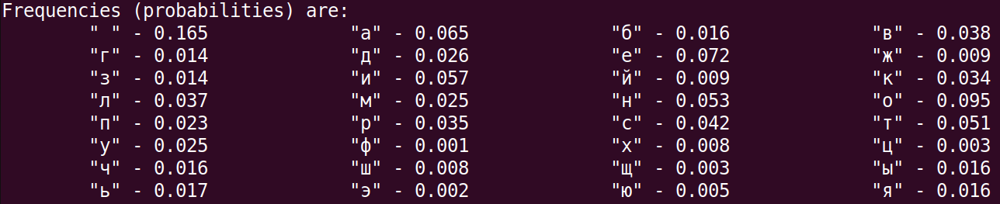 Frequencies (probabilities) are:
" " - 0.165 "а" - 0.065 "б" - 0.016 "в" - 0.038
"г" - 0.014 "д" - 0.026 "е" - 0.072 "ж" - 0.009
"з" - 0.014 "и" - 0.057 "й" - 0.009 "к" - 0.034
"л" - 0.037 "м" - 0.025 "н" - 0.053 "о" - 0.095
"п" - 0.023 "р" - 0.035 "с" - 0.042 "т" - 0.051
"у" - 0.025 "ф" - 0.001 "х" - 0.008 "ц" - 0.003
"ч" - 0.016 "ш" - 0.008 "щ" - 0.003 "ы" - 0.016
"ь" - 0.017 "э" - 0.002 "ю" - 0.005 "я" - 0.016